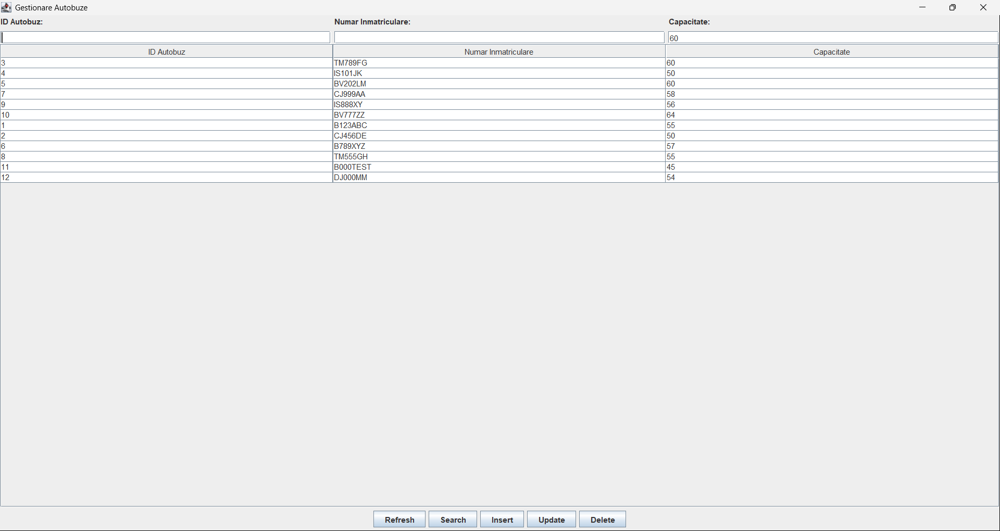 Gestionare Autobuze
ID Autobuz: Numar Inmatriculare: Capacitate:
60
ID Autobuz Numar Inmatriculare Capacitate
3 TM789FG 60
4 IS101JK 50
5 BV202LM 60
7 CJ999AA 58
9 IS888XY 56
10 BV777ZZ 64
1 B123ABC 55
2 CJ456DE 50
6 B789XYZ 57
8 TM555GH 55
11 B000TEST 45
12 DJ000MM 54
Refresh Search Insert Update Delete